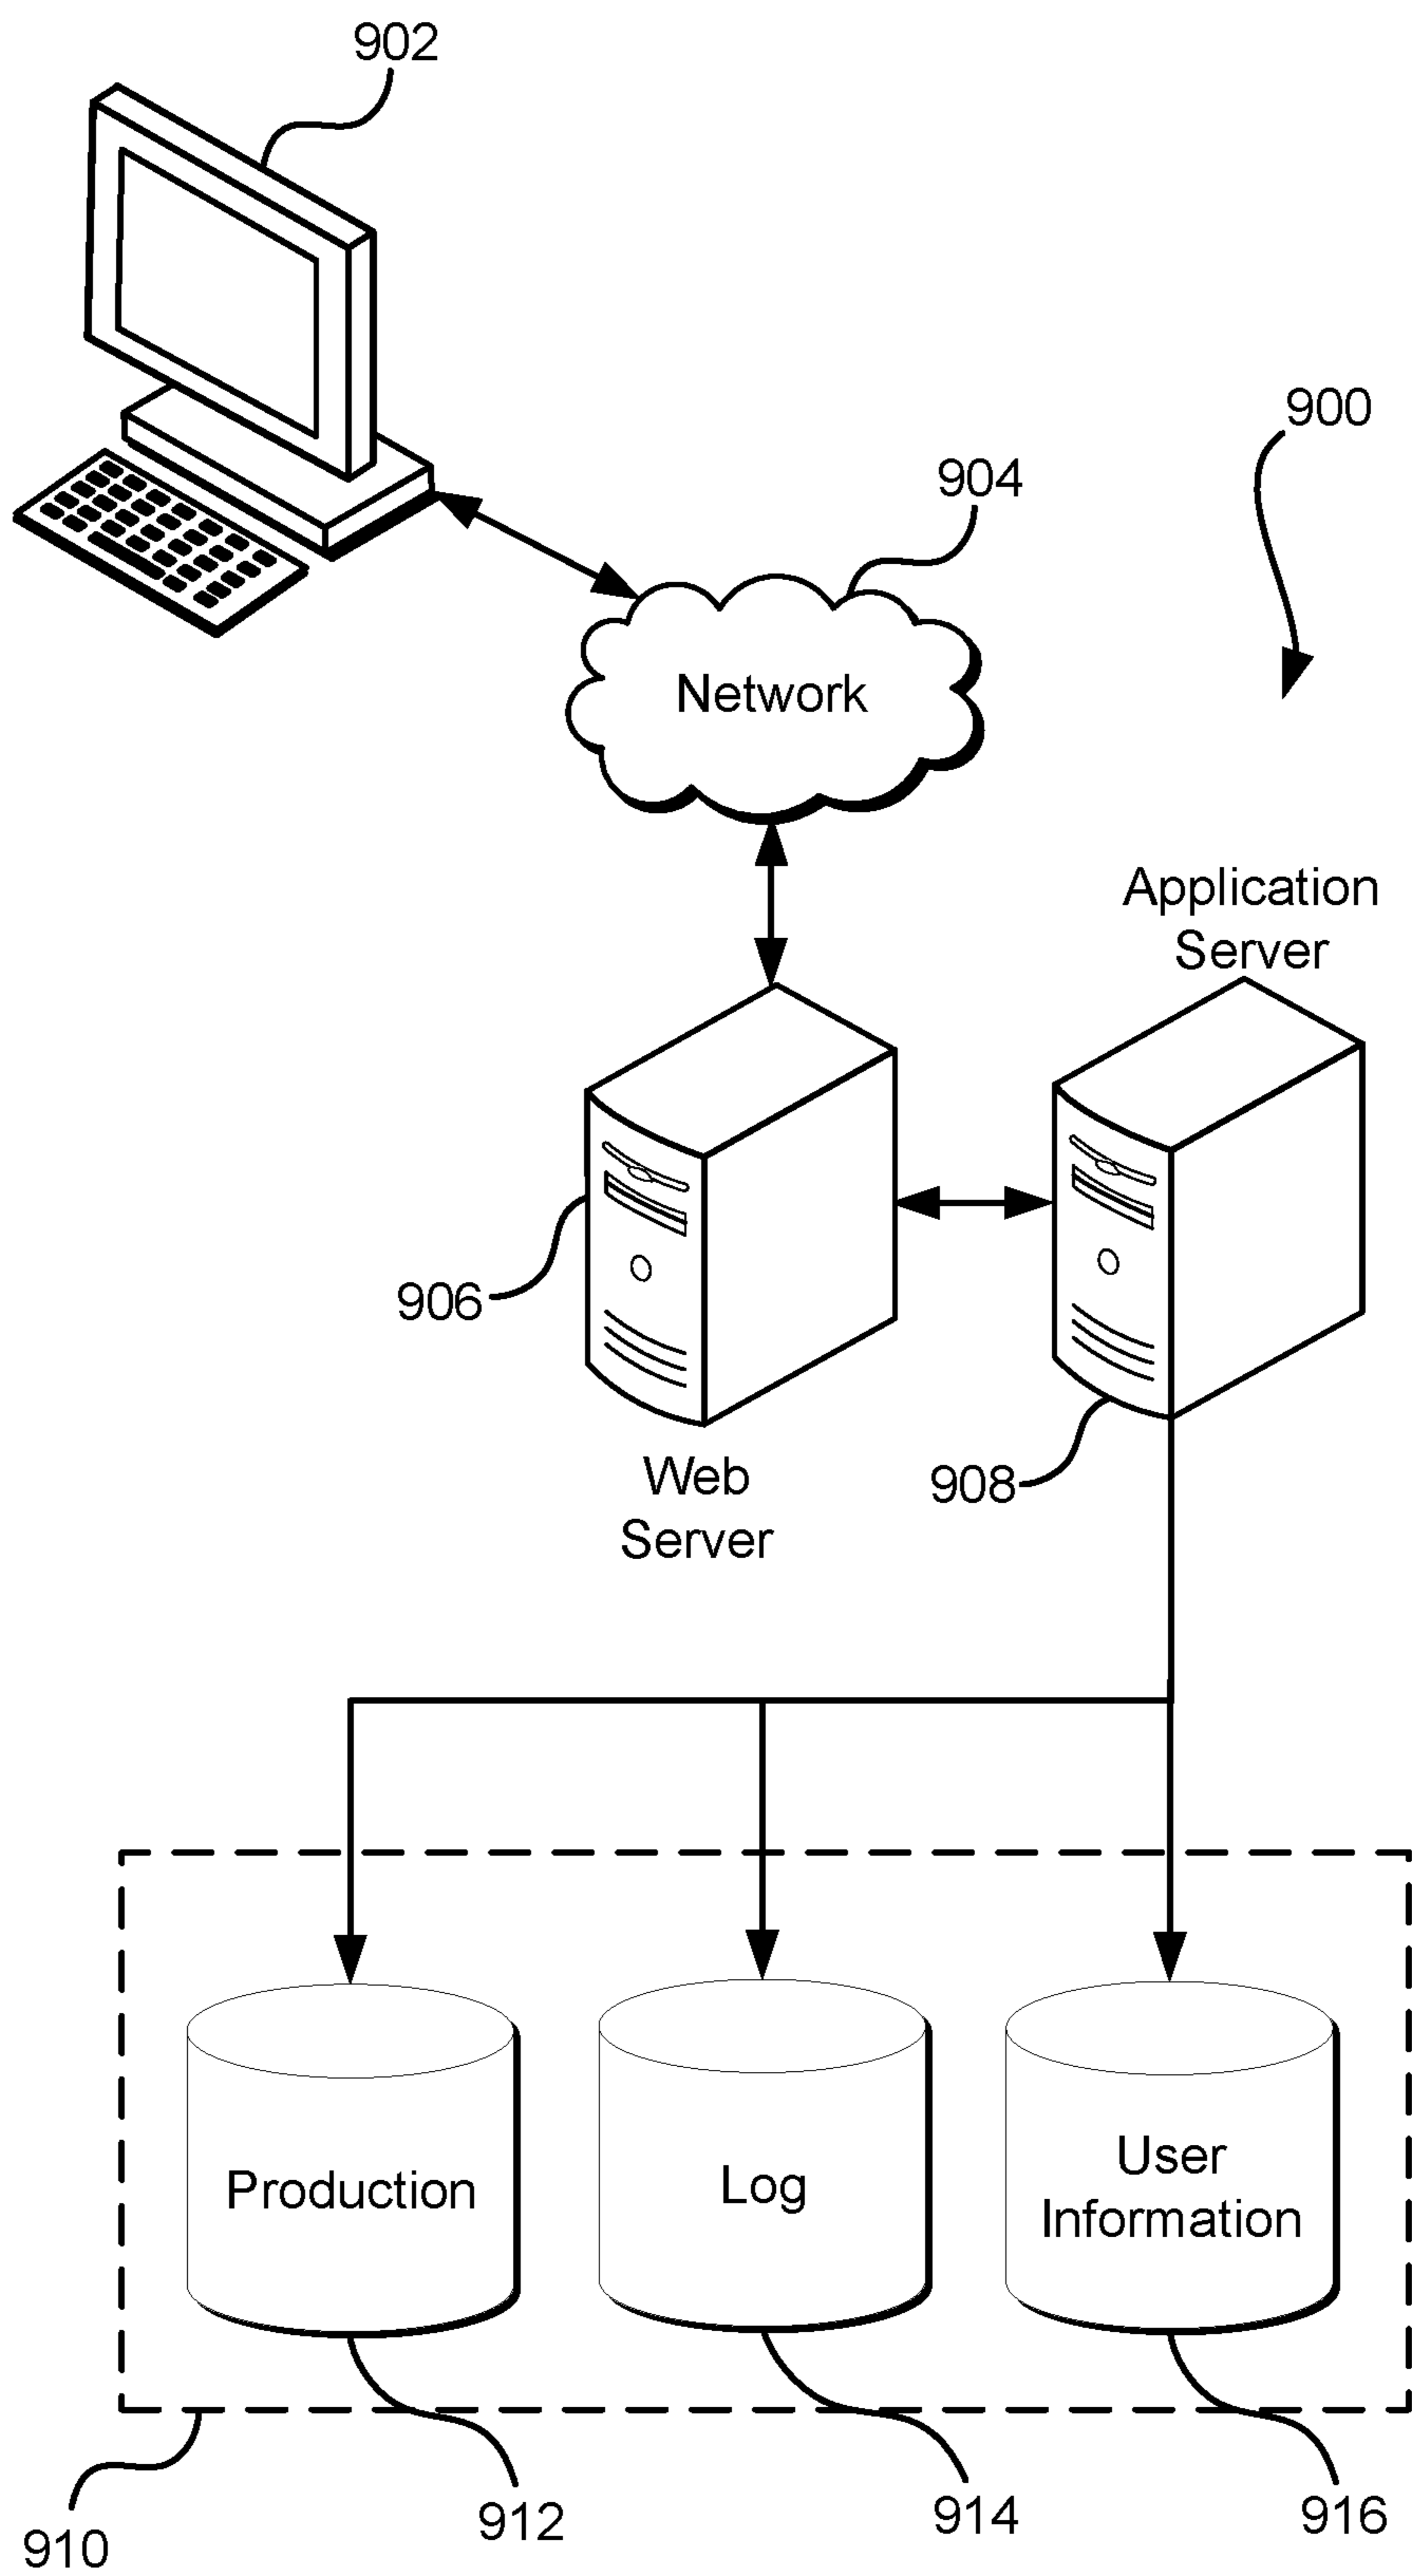 902
900
904
Network
Application
Server
906
Web
Server
908
Production
Log
User
Information
910
912
914
916